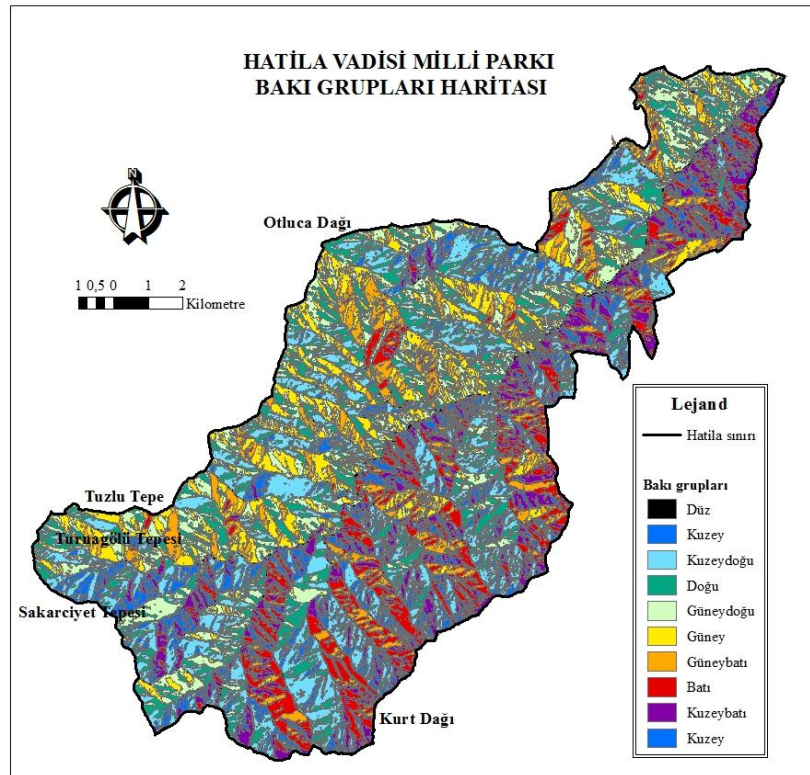 HATİLA VADİSİ MİLLİ PARKI
BAKI GRUPLARI HARİTASI
N
Otluca Dağı
1 0,5 0 1 2
Kilometre
Tuzlu Tepe
Turnagölü Tepesi
Sakarciyet Tepesi
Kurt Dağı
Lejand
Hatila sınırı
Bakı grupları
Düz
Kuzey
Kuzeydoğu
Doğu
Güneydoğu
Güney
Güneybatı
Batı
Kuzeybatı
Kuzey